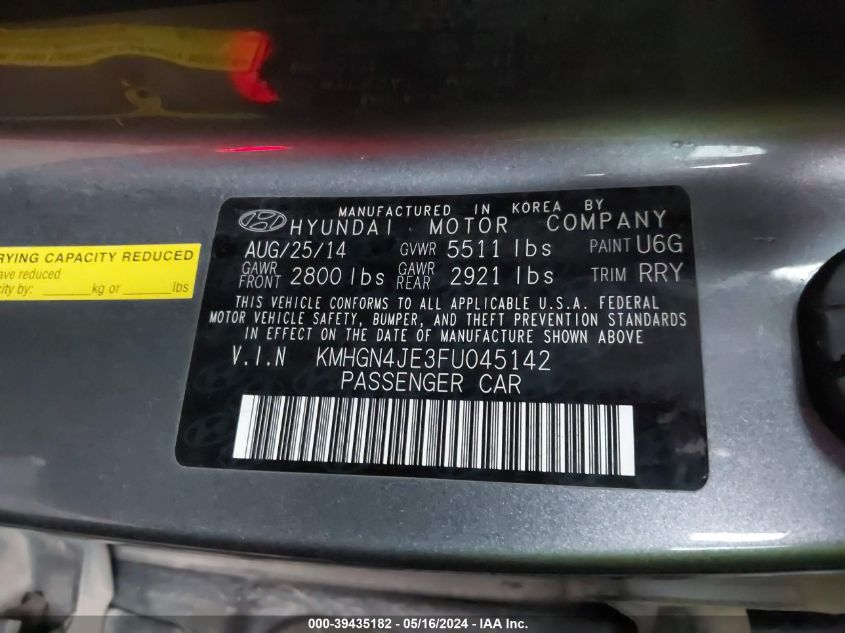 MANUFACTURED IN KOREA BY
HYUNDAI MOTOR COMPANY
AUG/25/14 GVWR 5511 lbs PAINT U6G
GAWR FRONT 2800 lbs GAWR REAR 2921 lbs TRIM RRY
THIS VEHICLE CONFORMS TO ALL APPLICABLE U.S.A. FEDERAL
MOTOR VEHICLE SAFETY, BUMPER, AND THEFT PREVENTION STANDARDS
IN EFFECT ON THE DATE OF MANUFACTURE SHOWN ABOVE
V.I.N KMHGN4JE3FU045142
PASSENGER CAR
RYING CAPACITY REDUCED
ave reduced
city by: ______ kg or ______ lbs
000-39435182 - 05/16/2024 - IAA Inc.